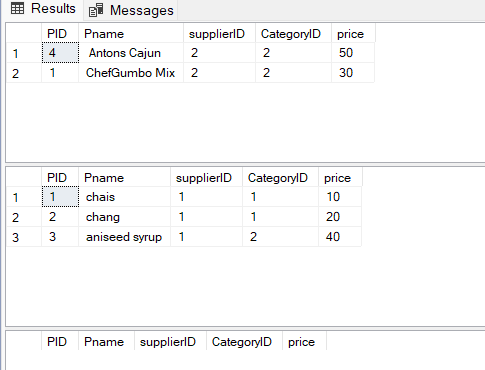 Results Messages
PID Pname supplierID CategoryID price
1 4 Antons Cajun 2 2 50
2 1 ChefGumbo Mix 2 2 30
PID Pname supplierID CategoryID price
1 1 chais 1 1 10
2 2 chang 1 1 20
3 3 aniseed syrup 1 2 40
PID Pname supplierID CategoryID price